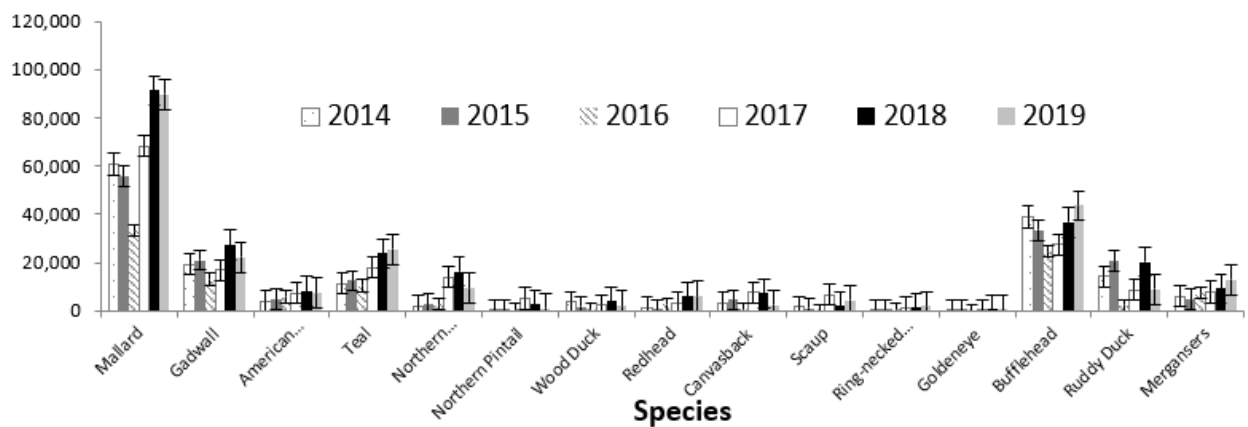 120,000
100,000
80,000
60,000
40,000
20,000
0
2014 2015 2016 2017 2018 2019
Mallard
Gadwall
American...
Teal
Northern...
Northern Pintail
Wood Duck
Redhead
Canvasback
Scaup
Ring-necked...
Goldeneye
Bufflehead
Ruddy Duck
Mergansers
Species